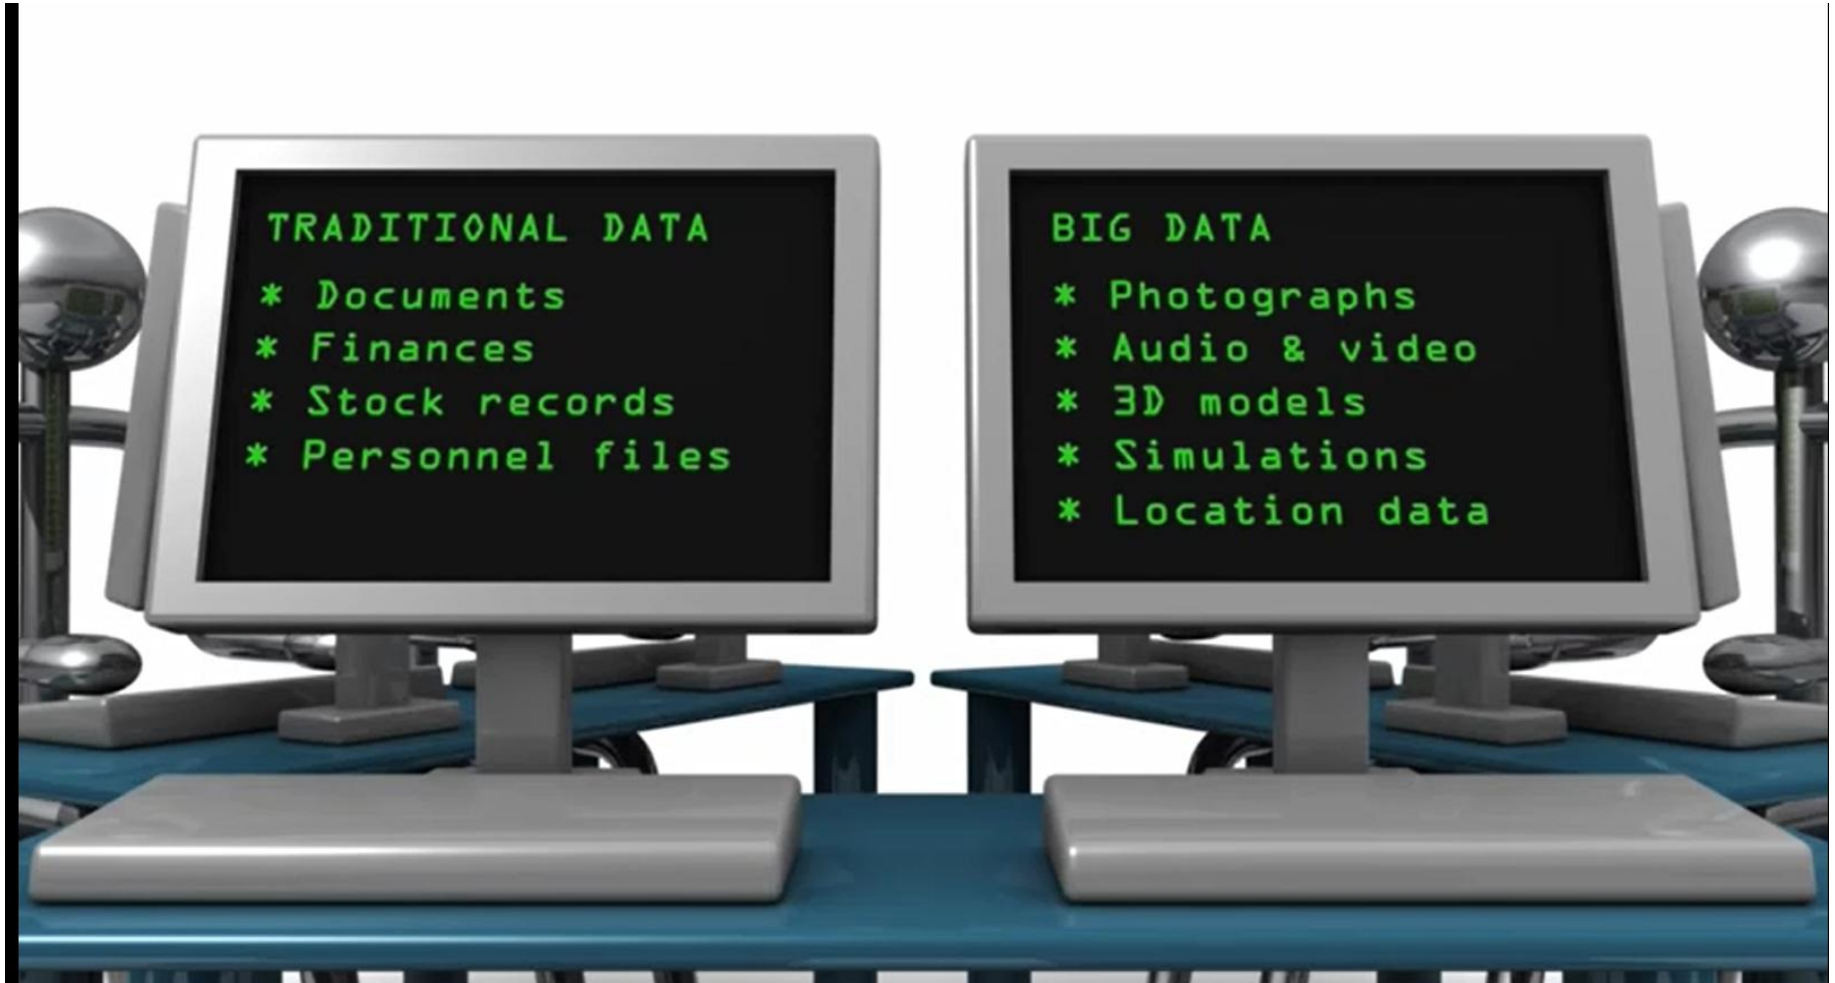 TRADITIONAL DATA
* Documents
* Finances
* Stock records
* Personnel files
BIG DATA
* Photographs
* Audio & video
* 3D models
* Simulations
* Location data